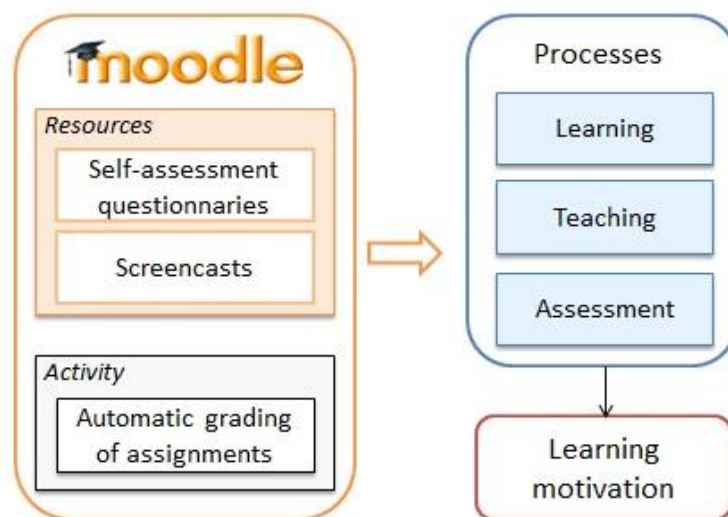 moodle
Resources
Self-assessment
questionnaries
Screencasts
Activity
Automatic grading
of assignments
Processes
Learning
Teaching
Assessment
Learning
motivation